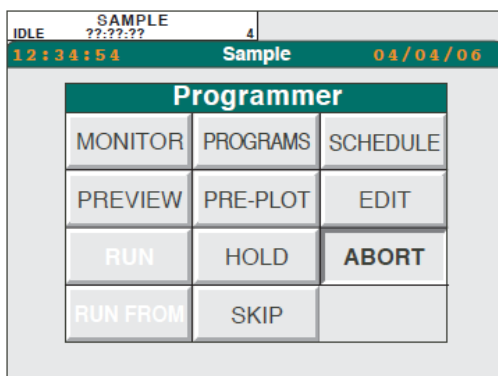 SAMPLE
IDLE ??:??:?? 4
12:34:54 Sample 04/04/06
Programmer
MONITOR PROGRAMS SCHEDULE
PREVIEW PRE-PLOT EDIT
RUN HOLD ABORT
RUN FROM SKIP